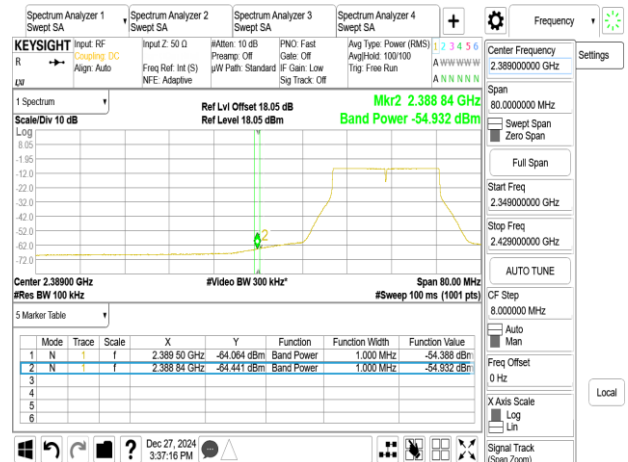 Spectrum Analyzer 1
Swept SA
Spectrum Analyzer 2
Swept SA
Spectrum Analyzer 3
Swept SA
Spectrum Analyzer 4
Swept SA
+
Frequency
KEYSIGHT
R
Input: RF
Coupling: DC
Align: Auto
Input Z: 50 Ω
Freq Ref: Int (S)
NFE: Adaptive
#Atten: 10 dB
Preamp: Off
µW Path: Standard
PNO: Fast
Gate: Off
IF Gain: Low
Sig Track: Off
Avg Type: Power (RMS)
Avg|Hold: 100/100
Trig: Free Run
1 2 3 4 5 6
A W W W W W
A N N N N N
1 Spectrum
Scale/Div 10 dB
Log
Ref Lvl Offset 18.05 dB
Ref Level 18.05 dBm
Mkr2 2.388 84 GHz
Band Power -54.932 dBm
8.05
-1.95
-12.0
-22.0
-32.0
-42.0
-52.0
-62.0
-72.0
2
Center 2.38900 GHz
#Res BW 100 kHz
#Video BW 300 kHz*
Span 80.00 MHz
#Sweep 100 ms (1001 pts)
5 Marker Table
Mode Trace Scale X Y Function Function Width Function Value
1 N 1 f 2.389 50 GHz -64.064 dBm Band Power 1.000 MHz -54.388 dBm
2 N 1 f 2.388 84 GHz -64.441 dBm Band Power 1.000 MHz -54.932 dBm
3
4
5
6
?
Dec 27, 2024
3:37:16 PM
Center Frequency
2.389000000 GHz
Settings
Span
80.0000000 MHz
Swept Span
Zero Span
Full Span
Start Freq
2.349000000 GHz
Stop Freq
2.429000000 GHz
AUTO TUNE
CF Step
8.000000 MHz
Auto
Man
Freq Offset
0 Hz
X Axis Scale
Log
Lin
Local
Signal Track
(Span Zoom)